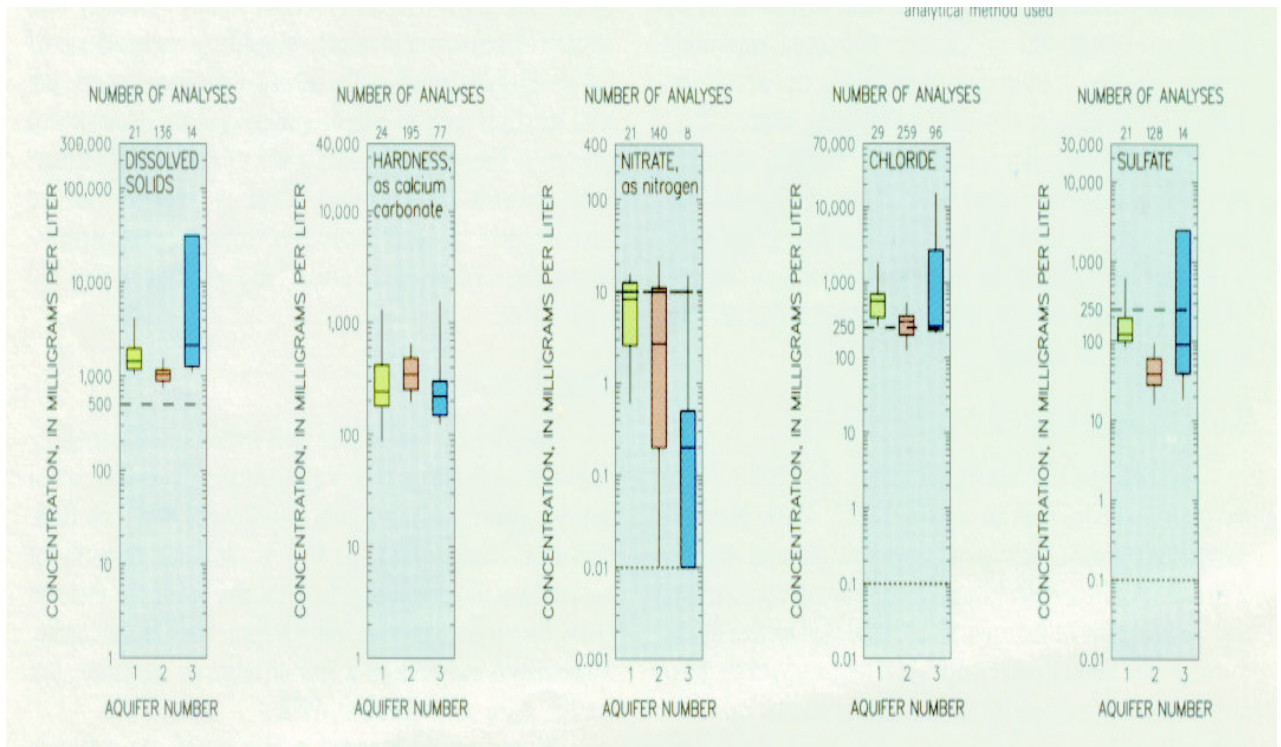 analytical method used
NUMBER OF ANALYSES
21 136 14
300,000
DISSOLVED
SOLIDS
100,000
10,000
1,000
500
100
10
1
CONCENTRATION, IN MILLIGRAMS PER LITER
1 2 3
AQUIFER NUMBER
NUMBER OF ANALYSES
24 195 77
40,000
HARDNESS,
as calcium
carbonate
10,000
1,000
100
10
1
CONCENTRATION, IN MILLIGRAMS PER LITER
1 2 3
AQUIFER NUMBER
NUMBER OF ANALYSES
21 140 8
400
NITRATE,
as nitrogen
100
10
1
0.1
0.01
0.001
CONCENTRATION, IN MILLIGRAMS PER LITER
1 2 3
AQUIFER NUMBER
NUMBER OF ANALYSES
29 259 96
70,000
CHLORIDE
10,000
1,000
250
100
10
1
0.1
0.01
CONCENTRATION, IN MILLIGRAMS PER LITER
1 2 3
AQUIFER NUMBER
NUMBER OF ANALYSES
21 128 14
30,000
SULFATE
10,000
1,000
250
100
10
1
0.1
0.01
CONCENTRATION, IN MILLIGRAMS PER LITER
1 2 3
AQUIFER NUMBER